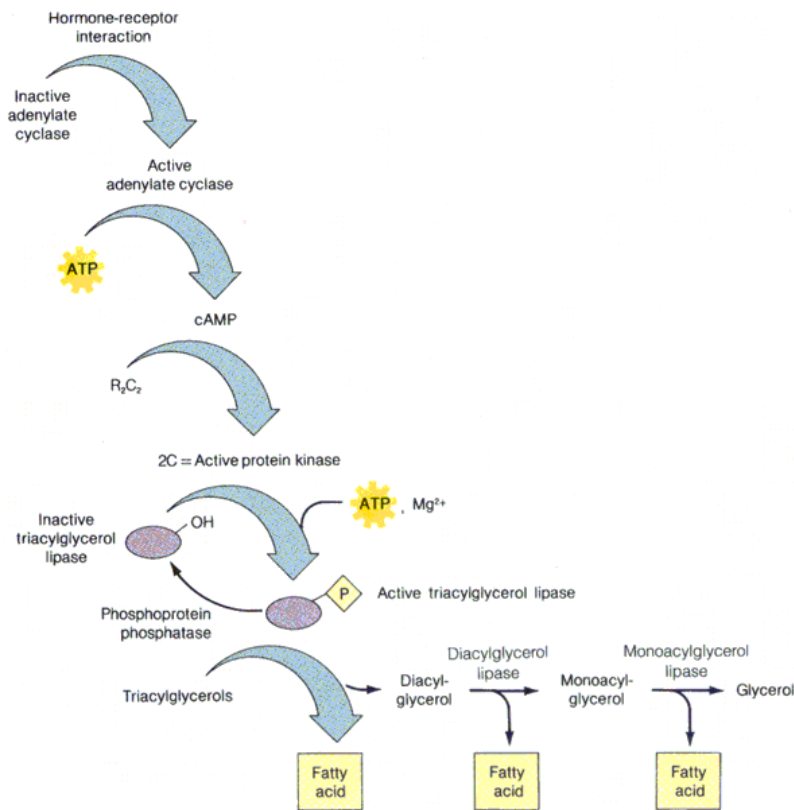 Hormone-receptor
interaction
Inactive
adenylate
cyclase
Active
adenylate cyclase
ATP
cAMP
R₂C₂
2C = Active protein kinase
ATP, Mg²⁺
Inactive
triacylglycerol
lipase
OH
P
Active triacylglycerol lipase
Phosphoprotein
phosphatase
Triacylglycerols
Diacyl-
glycerol
Diacylglycerol
lipase
Monoacyl-
glycerol
Monoacylglycerol
lipase
Glycerol
Fatty
acid
Fatty
acid
Fatty
acid